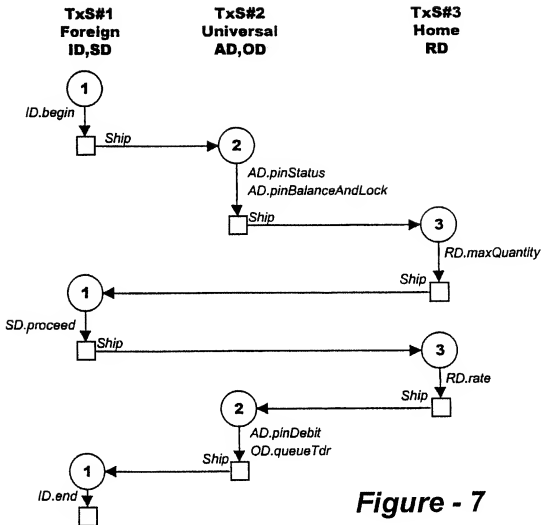 TxS#1 TxS#2 TxS#3
Foreign Universal Home
ID,SD AD,OD RD
1
ID.begin
Ship
2
AD.pinStatus
AD.pinBalanceAndLock
Ship
3
RD.maxQuantity
Ship
1
SD.proceed
Ship
3
RD.rate
Ship
2
AD.pinDebit
OD.queueTdr
Ship
1
ID.end
Figure - 7